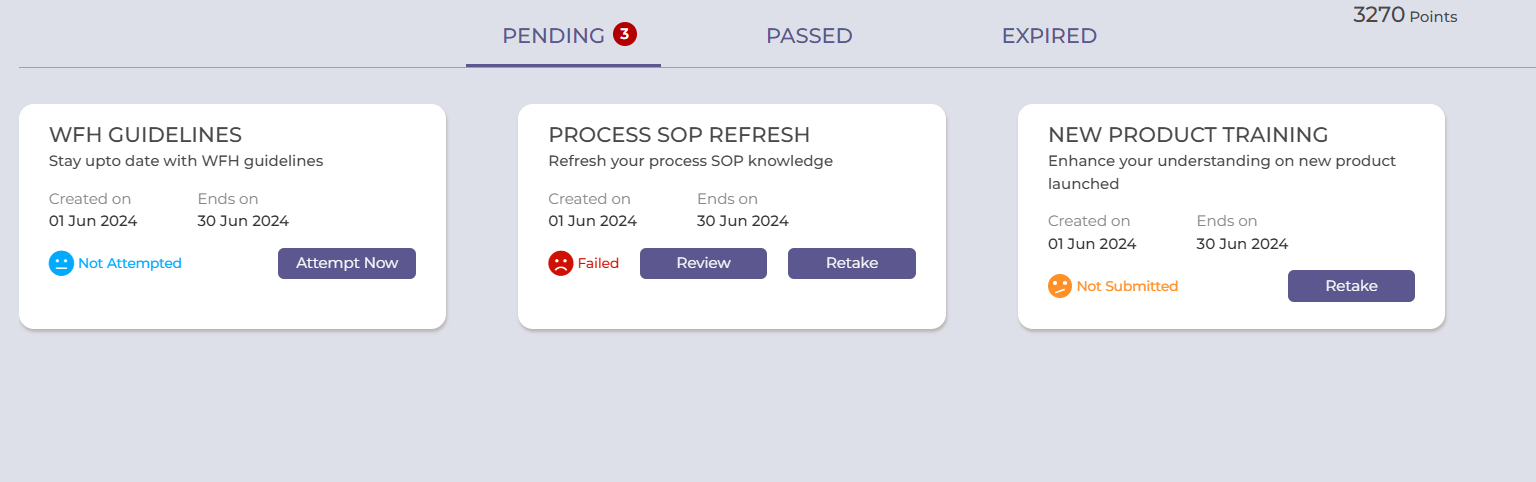 3270 Points
PENDING 3 PASSED EXPIRED
WFH GUIDELINES
Stay upto date with WFH guidelines
Created on Ends on
01 Jun 2024 30 Jun 2024
Not Attempted Attempt Now
PROCESS SOP REFRESH
Refresh your process SOP knowledge
Created on Ends on
01 Jun 2024 30 Jun 2024
Failed Review Retake
NEW PRODUCT TRAINING
Enhance your understanding on new product
launched
Created on Ends on
01 Jun 2024 30 Jun 2024
Not Submitted Retake